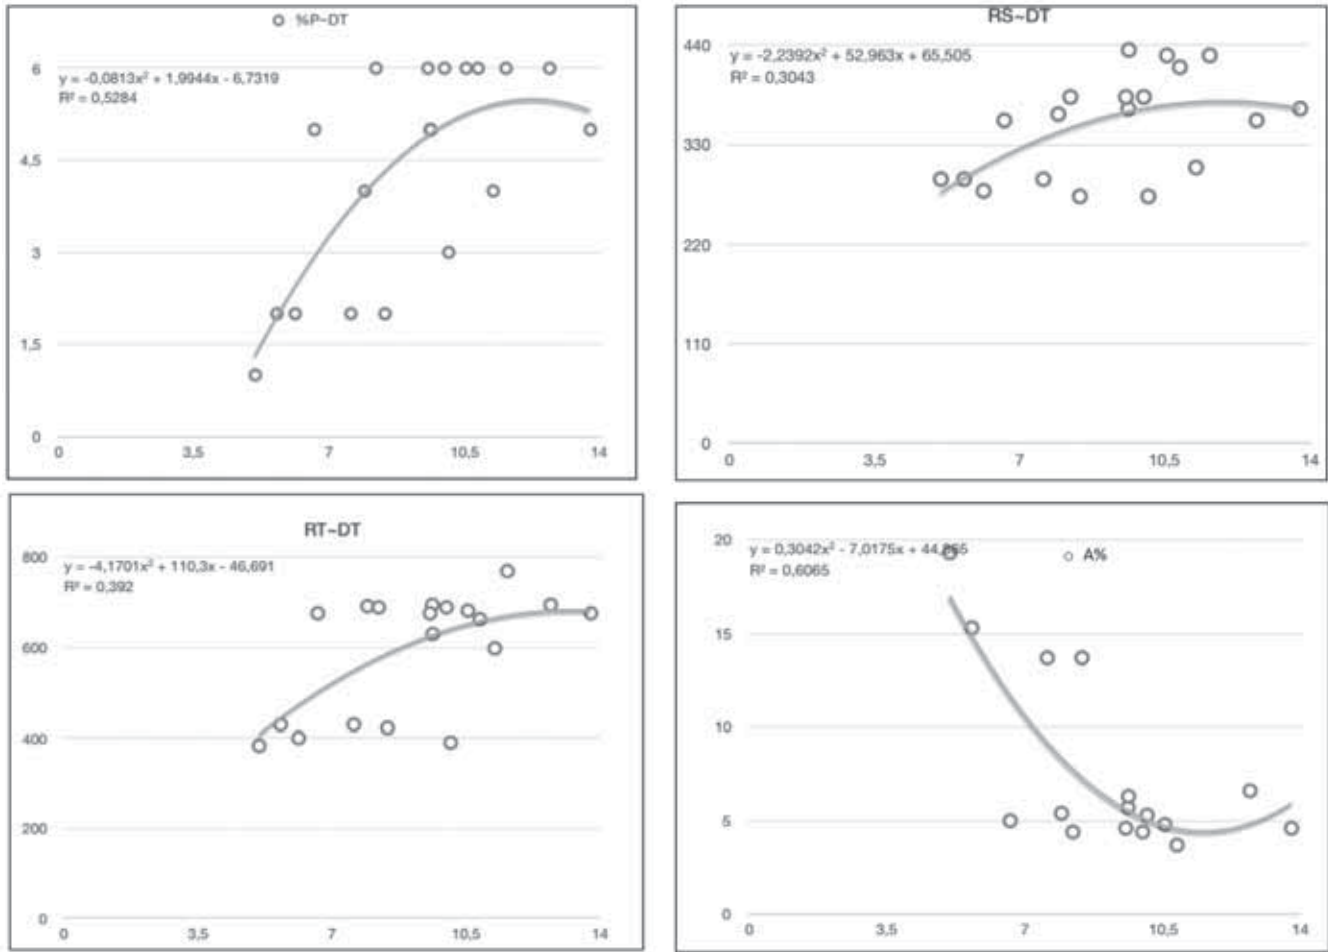 %P~DT
y = -0,0813x² + 1,9944x - 6,7319
R² = 0,5284
6
4,5
3
1,5
0
0 3,5 7 10,5 14
RS~DT
y = -2,2392x² + 52,963x + 65,505
R² = 0,3043
440
330
220
110
0
0 3,5 7 10,5 14
RT~DT
y = -4,1701x² + 110,3x - 46,691
R² = 0,392
800
600
400
200
0
0 3,5 7 10,5 14
A%
y = 0,3042x² - 7,0175x +
R² = 0,6065
20
15
10
5
0
0 3,5 7 10,5 14